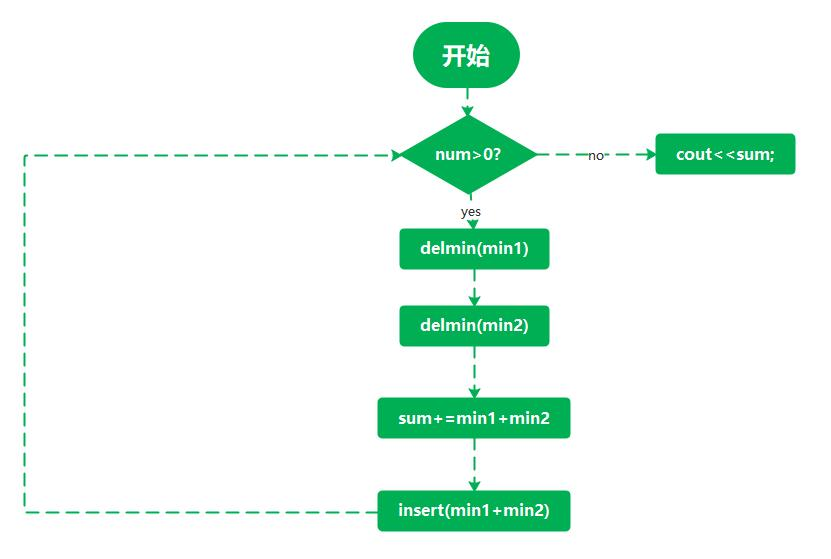 开始
num>0?
no
cout<<sum;
yes
delmin(min1)
delmin(min2)
sum+=min1+min2
insert(min1+min2)